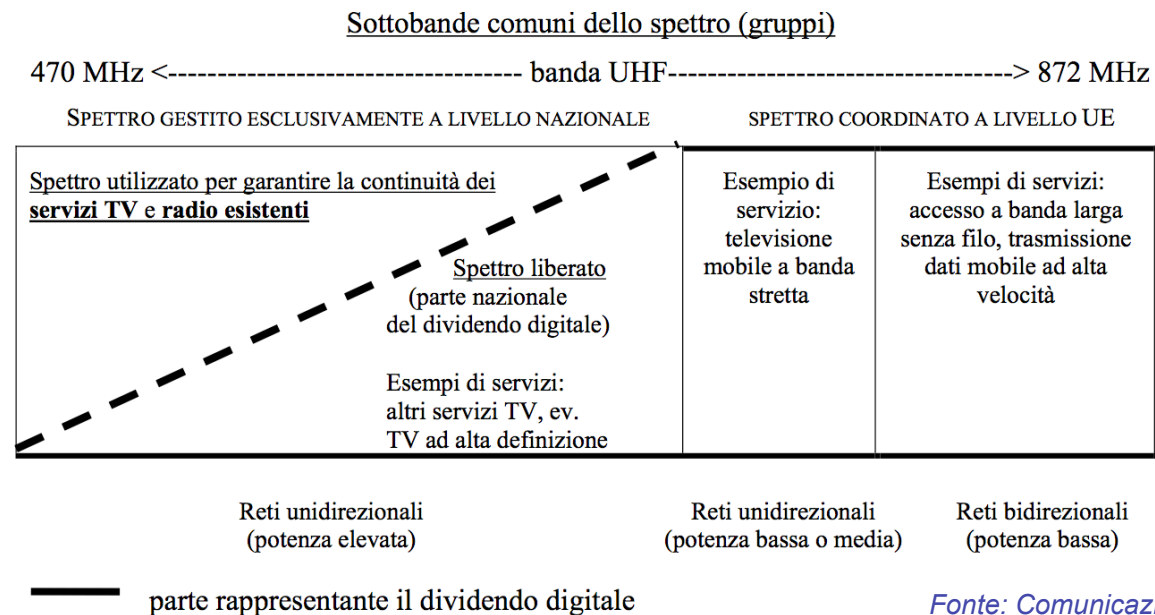 Sottobande comuni dello spettro (gruppi)
470 MHz <---------------------------------- banda UHF----------------------------------> 872 MHz
SPETTRO GESTITO ESCLUSIVAMENTE A LIVELLO NAZIONALE
SPETTRO COORDINATO A LIVELLO UE
Spettro utilizzato per garantire la continuità dei
servizi TV e radio esistenti
Spettro liberato
(parte nazionale
del dividendo digitale)
Esempi di servizi:
altri servizi TV, ev.
TV ad alta definizione
Esempio di
servizio:
televisione
mobile a banda
stretta
Esempi di servizi:
accesso a banda larga
senza filo, trasmissione
dati mobile ad alta
velocità
Reti unidirezionali
(potenza elevata)
Reti unidirezionali
(potenza bassa o media)
Reti bidirezionali
(potenza bassa)
parte rappresentante il dividendo digitale
Fonte: Comunicaz